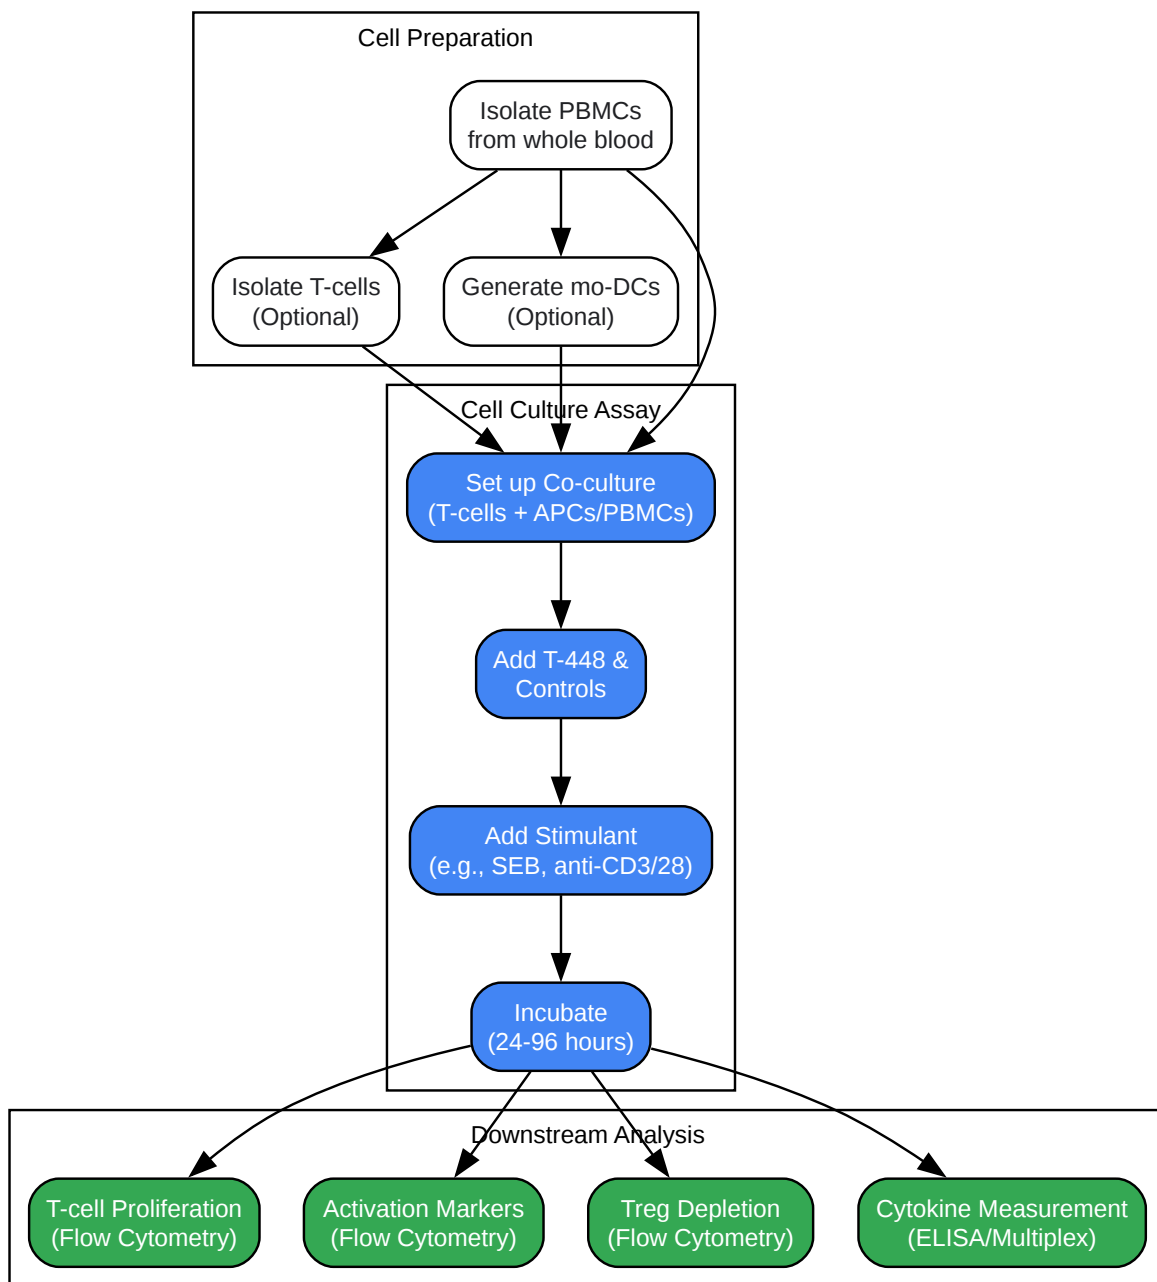 Cell Preparation
Isolate PBMCs
from whole blood
Isolate T-cells
(Optional)
Generate mo-DCs
(Optional)
Cell Culture Assay
Set up Co-culture
(T-cells + APCs/PBMCs)
Add T-448 &
Controls
Add Stimulant
(e.g., SEB, anti-CD3/28)
Incubate
(24-96 hours)
Downstream Analysis
T-cell Proliferation
(Flow Cytometry)
Activation Markers
(Flow Cytometry)
Treg Depletion
(Flow Cytometry)
Cytokine Measurement
(ELISA/Multiplex)